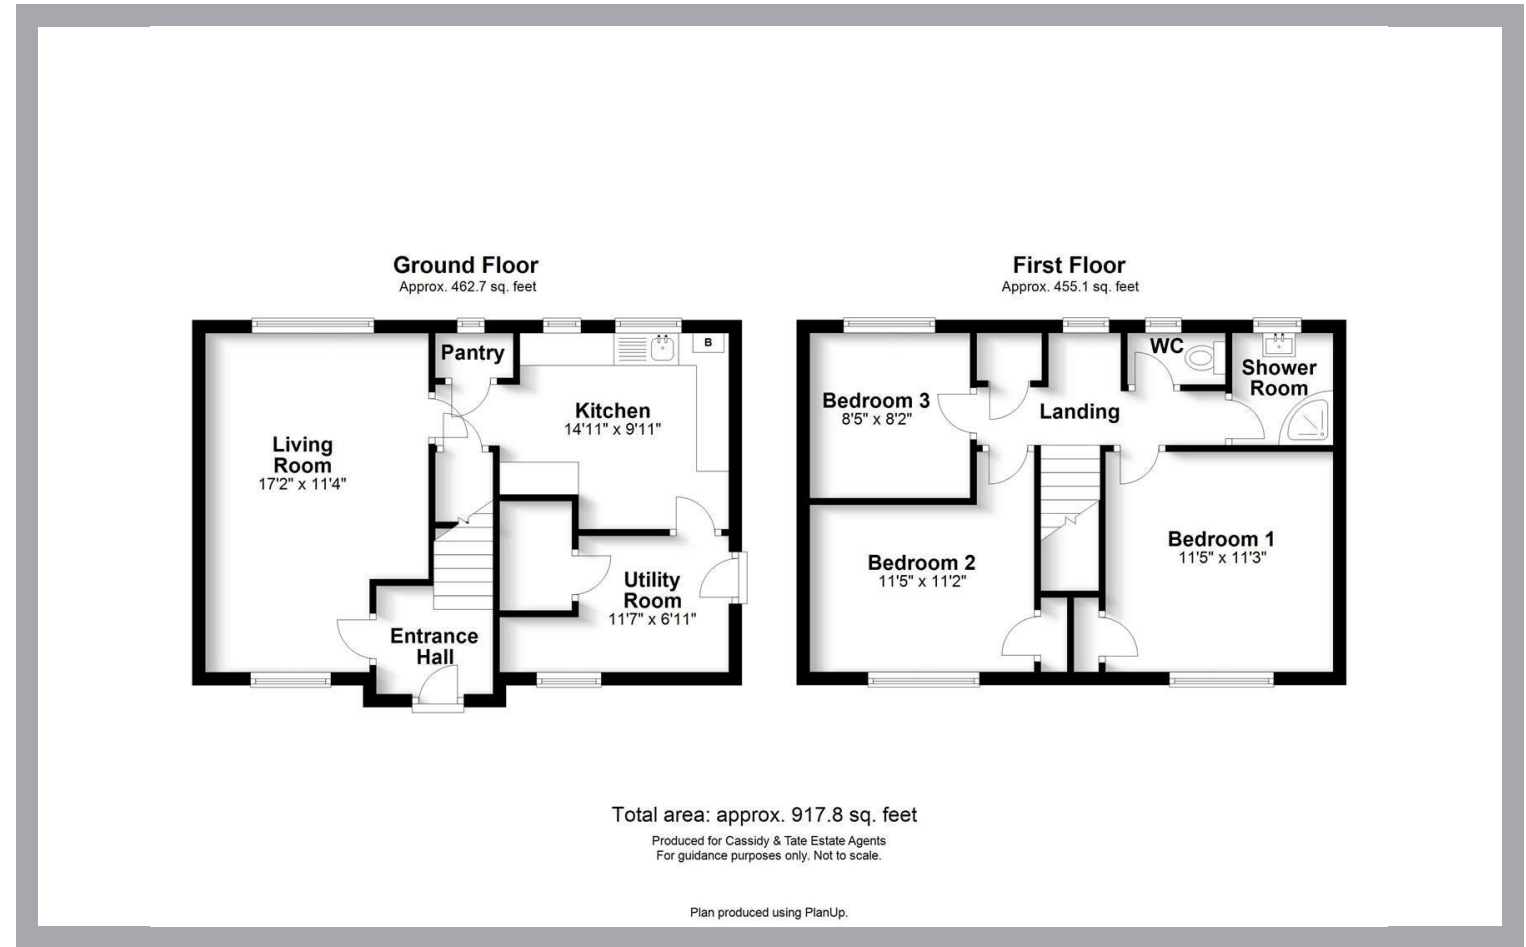 Ground Floor
Approx. 462.7 sq. feet
Pantry
B
Kitchen
14'11" x 9'11"
Living
Room
17'2" x 11'4"
Utility
Room
11'7" x 6'11"
Entrance
Hall
First Floor
Approx. 455.1 sq. feet
WC
Shower
Room
Bedroom 3
8'5" x 8'2"
Landing
Bedroom 1
11'5" x 11'3"
Bedroom 2
11'5" x 11'2"
Total area: approx. 917.8 sq. feet
Produced for Cassidy & Tate Estate Agents
For guidance purposes only. Not to scale.
Plan produced using PlanUp.